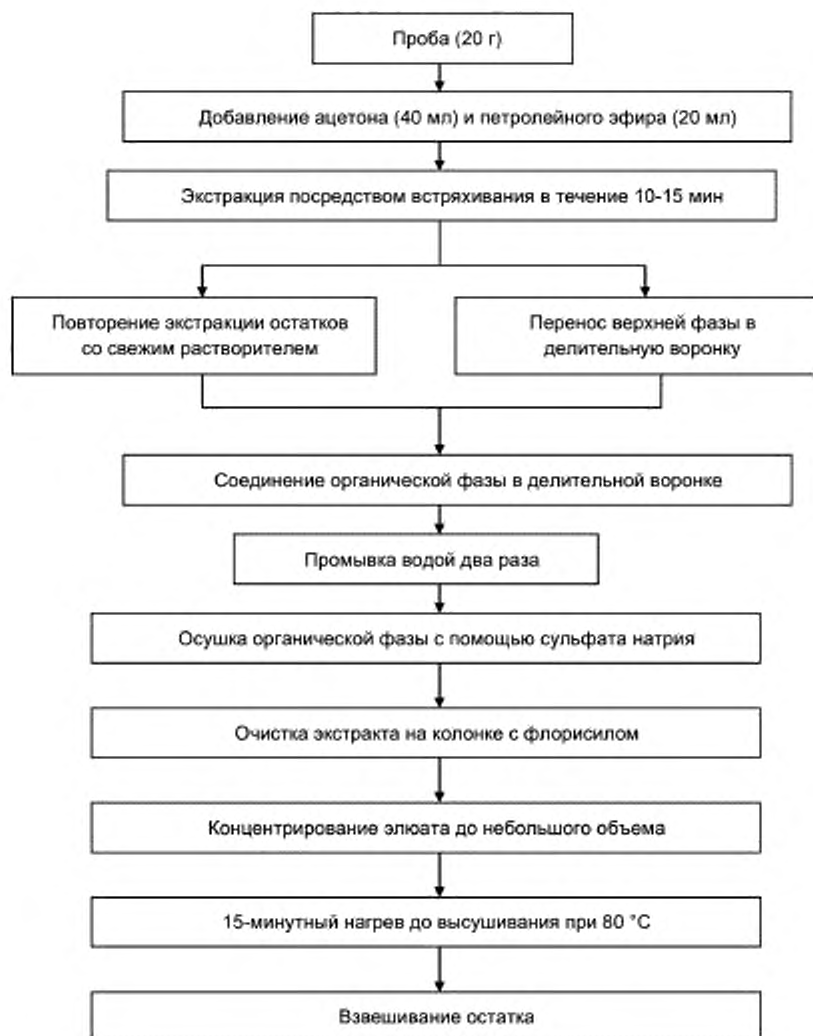 Проба (20 г)
Добавление ацетона (40 мл) и петролейного эфира (20 мл)
Экстракция посредством встряхивания в течение 10-15 мин
Повторение экстракции остатков
со свежим растворителем
Перенос верхней фазы в
делительную воронку
Соединение органической фазы в делительной воронке
Промывка водой два раза
Осушка органической фазы с помощью сульфата натрия
Очистка экстракта на колонке с флорисилом
Концентрирование элюата до небольшого объема
15-минутный нагрев до высушивания при 80 °C
Взвешивание остатка